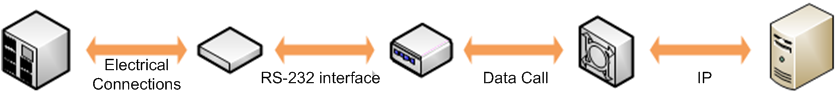 Electrical
Connections
RS-232 interface
Data Call
IP